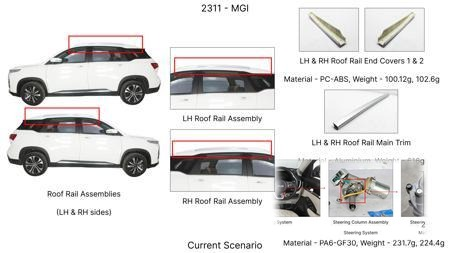 2311 - MGI
LH & RH Roof Rail End Covers 1 & 2
Material - PC-ABS, Weight - 100.12g, 102.6g
LH Roof Rail Assembly
LH & RH Roof Rail Main Trim
Roof Rail Assemblies
(LH & RH sides)
RH Roof Rail Assembly
System
Steering Column Assembly
Steering System
2
Current Scenario
Material - PA6-GF30, Weight - 231.7g, 224.4g